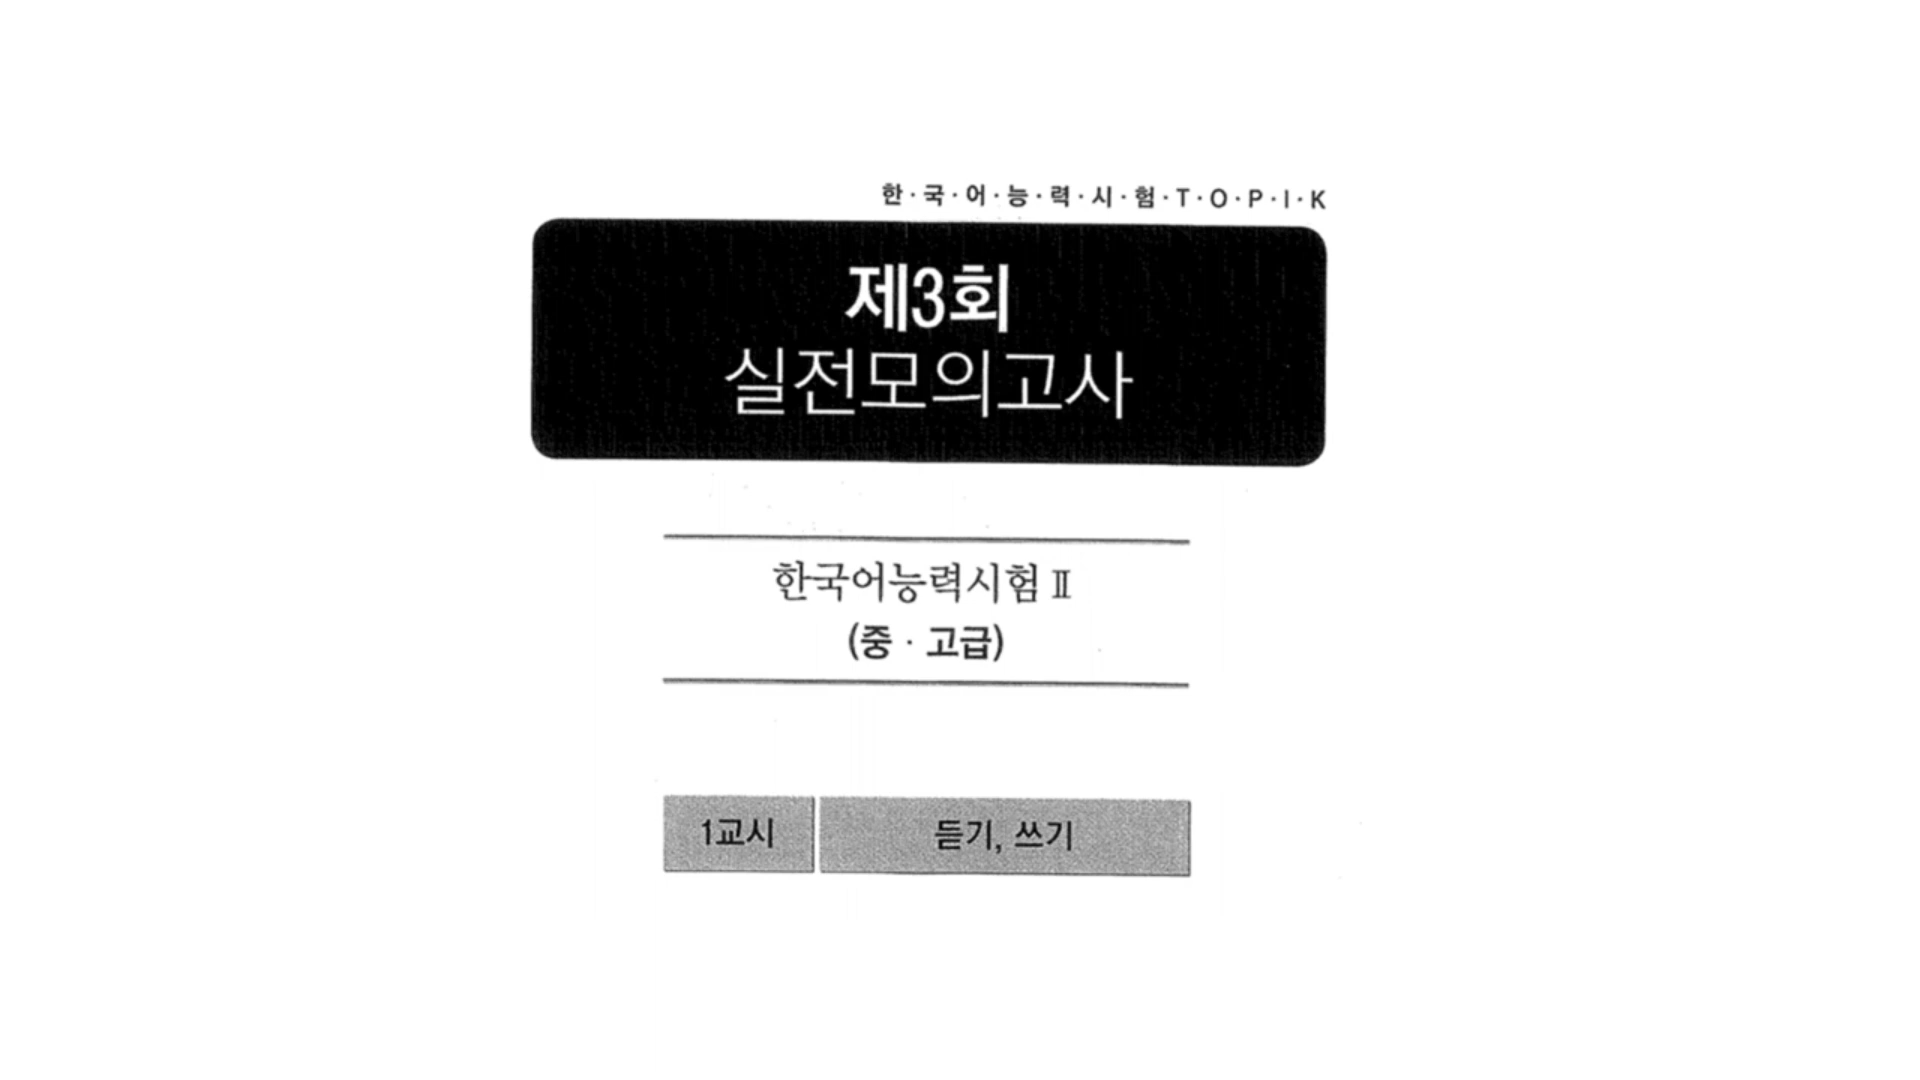 한·국·어·능·력·시·험·T·O·P·I·K
제3회
실전모의고사
한국어능력시험 Ⅱ
(중 · 고급)
1교시
듣기, 쓰기